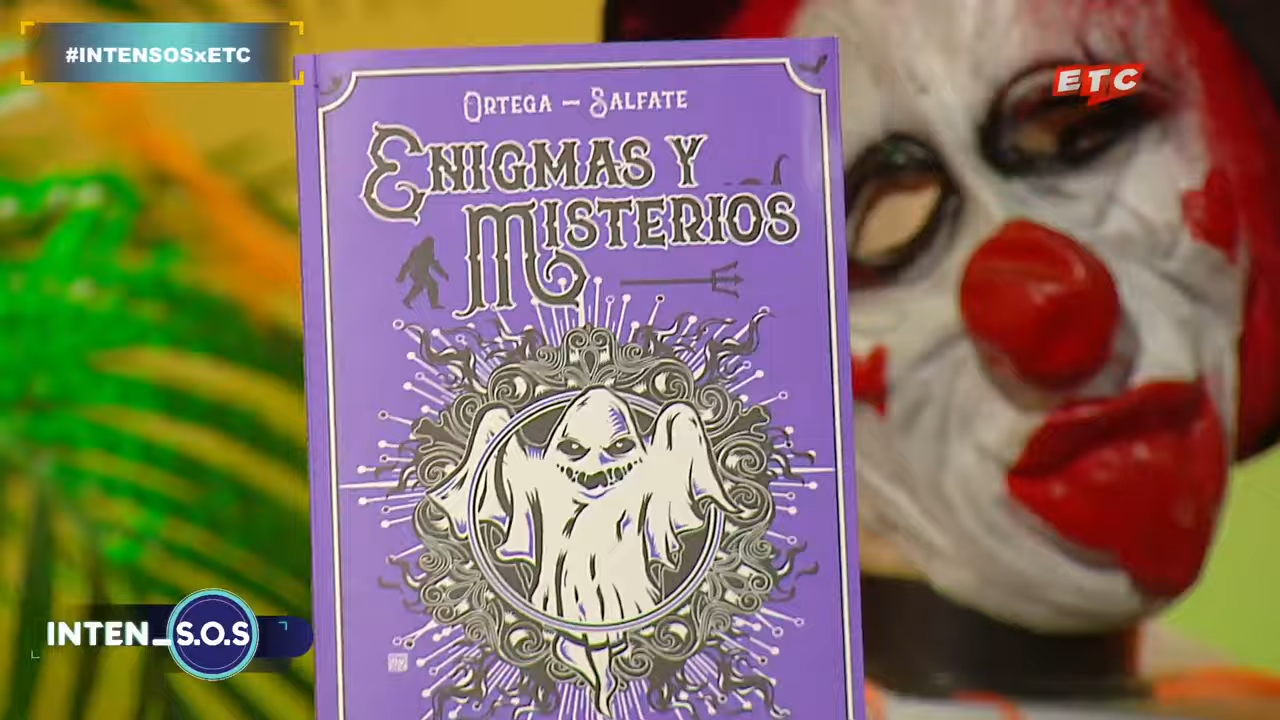 #INTENSOSxETC
ETC
ORTEGA – SALFATE
ENIGMAS Y
MISTERIOS
INTEN_S.O.S